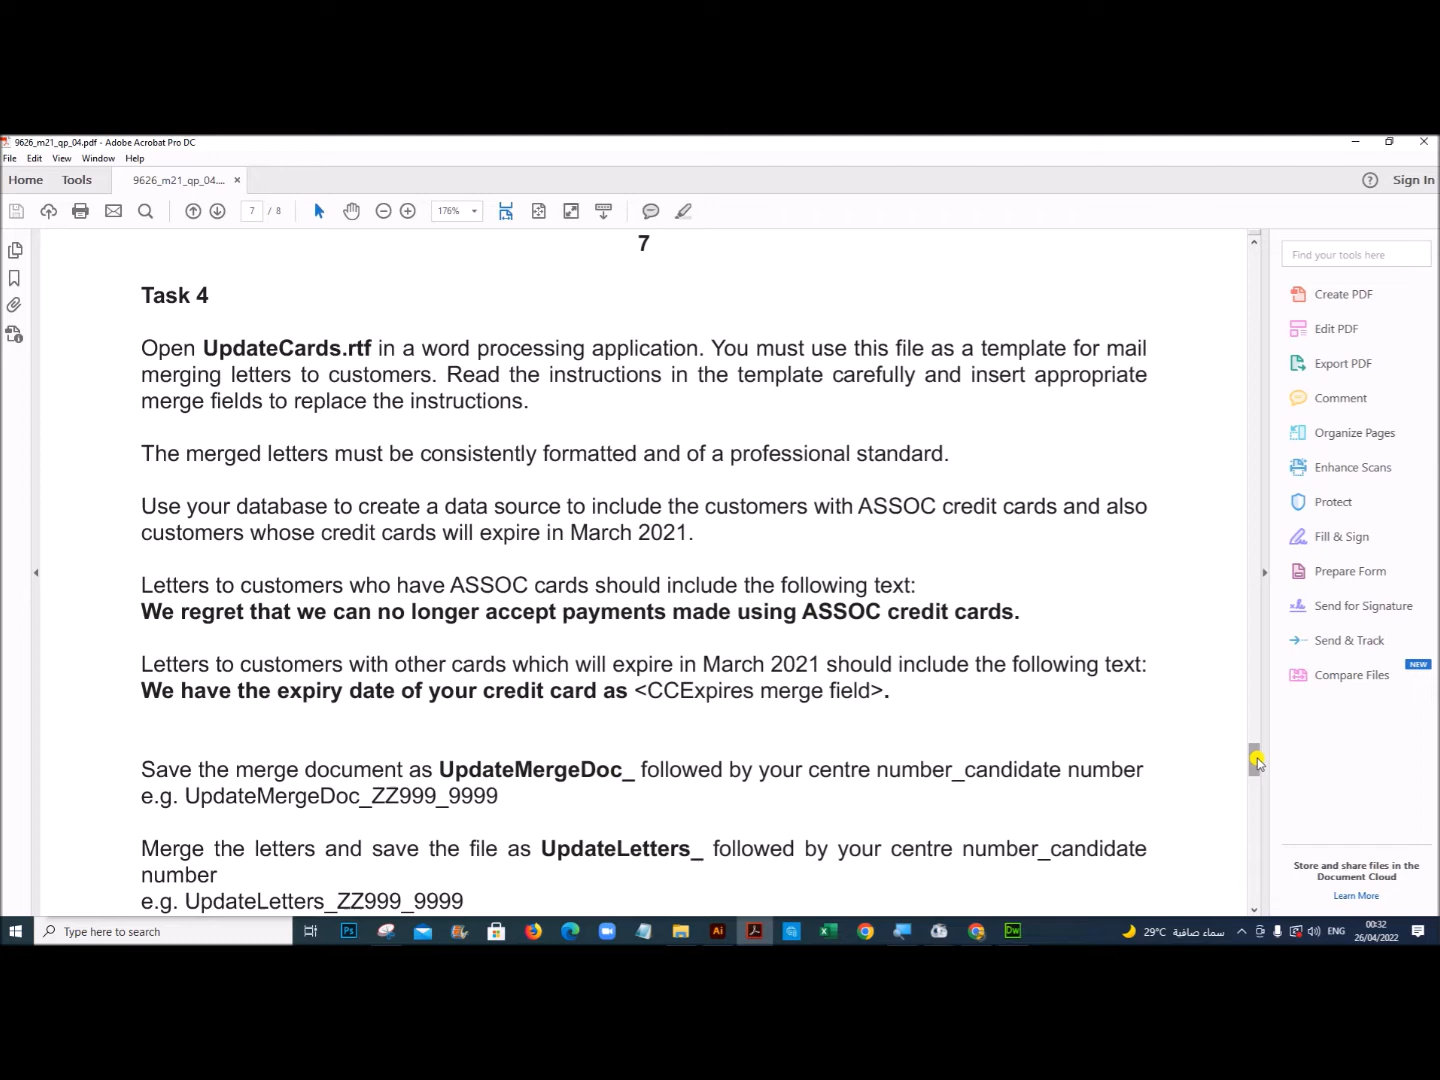 9626_m21_qp_04.pdf - Adobe Acrobat Pro DC
File Edit View Window Help
Home Tools 9626_m21_qp_04.... × Sign In
7 / 8 176%
7
Find your tools here
Task 4
Open UpdateCards.rtf in a word processing application. You must use this file as a template for mail
merging letters to customers. Read the instructions in the template carefully and insert appropriate
merge fields to replace the instructions.
The merged letters must be consistently formatted and of a professional standard.
Use your database to create a data source to include the customers with ASSOC credit cards and also
customers whose credit cards will expire in March 2021.
Letters to customers who have ASSOC cards should include the following text:
We regret that we can no longer accept payments made using ASSOC credit cards.
Letters to customers with other cards which will expire in March 2021 should include the following text:
We have the expiry date of your credit card as <CCExpires merge field>.
Save the merge document as UpdateMergeDoc_ followed by your centre number_candidate number
e.g. UpdateMergeDoc_ZZ999_9999
Merge the letters and save the file as UpdateLetters_ followed by your centre number_candidate
number
e.g. UpdateLetters_ZZ999_9999
Create PDF
Edit PDF
Export PDF
Comment
Organize Pages
Enhance Scans
Protect
Fill & Sign
Prepare Form
Send for Signature
Send & Track
NEW
Compare Files
Store and share files in the
Document Cloud
Learn More
Type here to search
Ps
Ai
Dw
29°C سماء صافية
ENG
00:32
26/04/2022